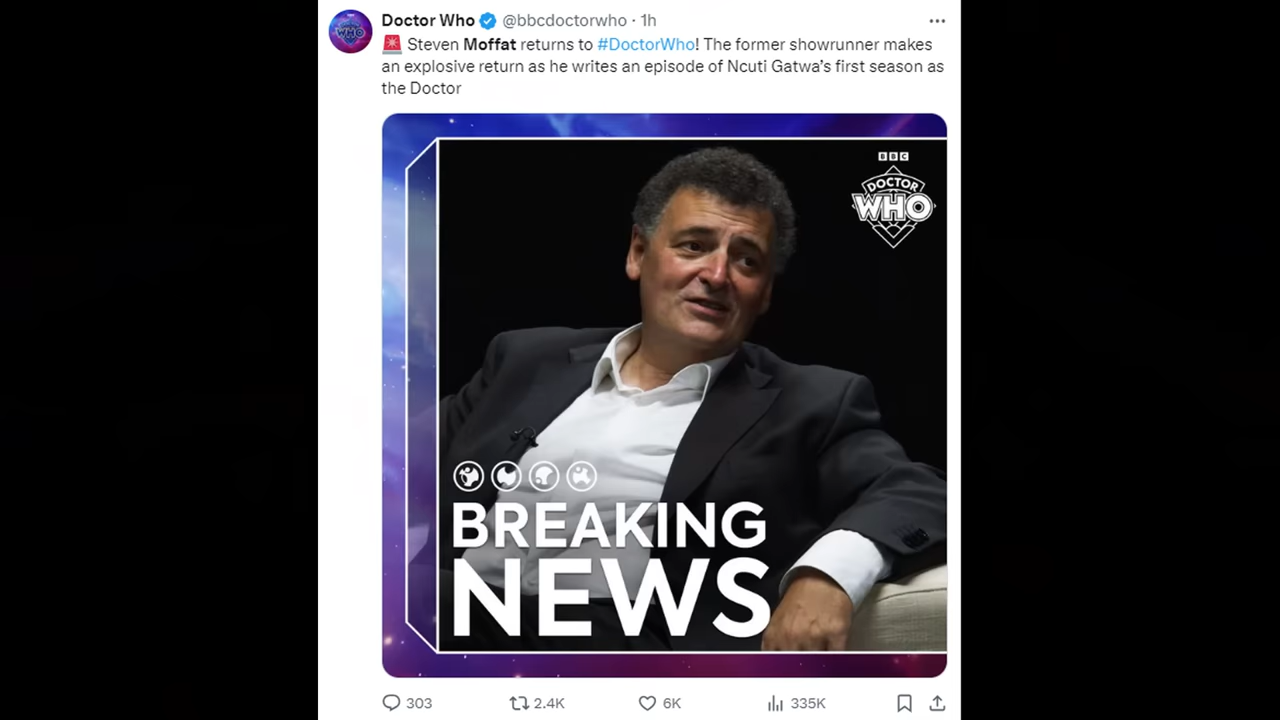 Doctor Who @bbcdoctorwho · 1h
🚨 Steven Moffat returns to #DoctorWho! The former showrunner makes
an explosive return as he writes an episode of Ncuti Gatwa's first season as
the Doctor
BBC
DOCTOR
WHO
BREAKING
NEWS
303 2.4K 6K 335K